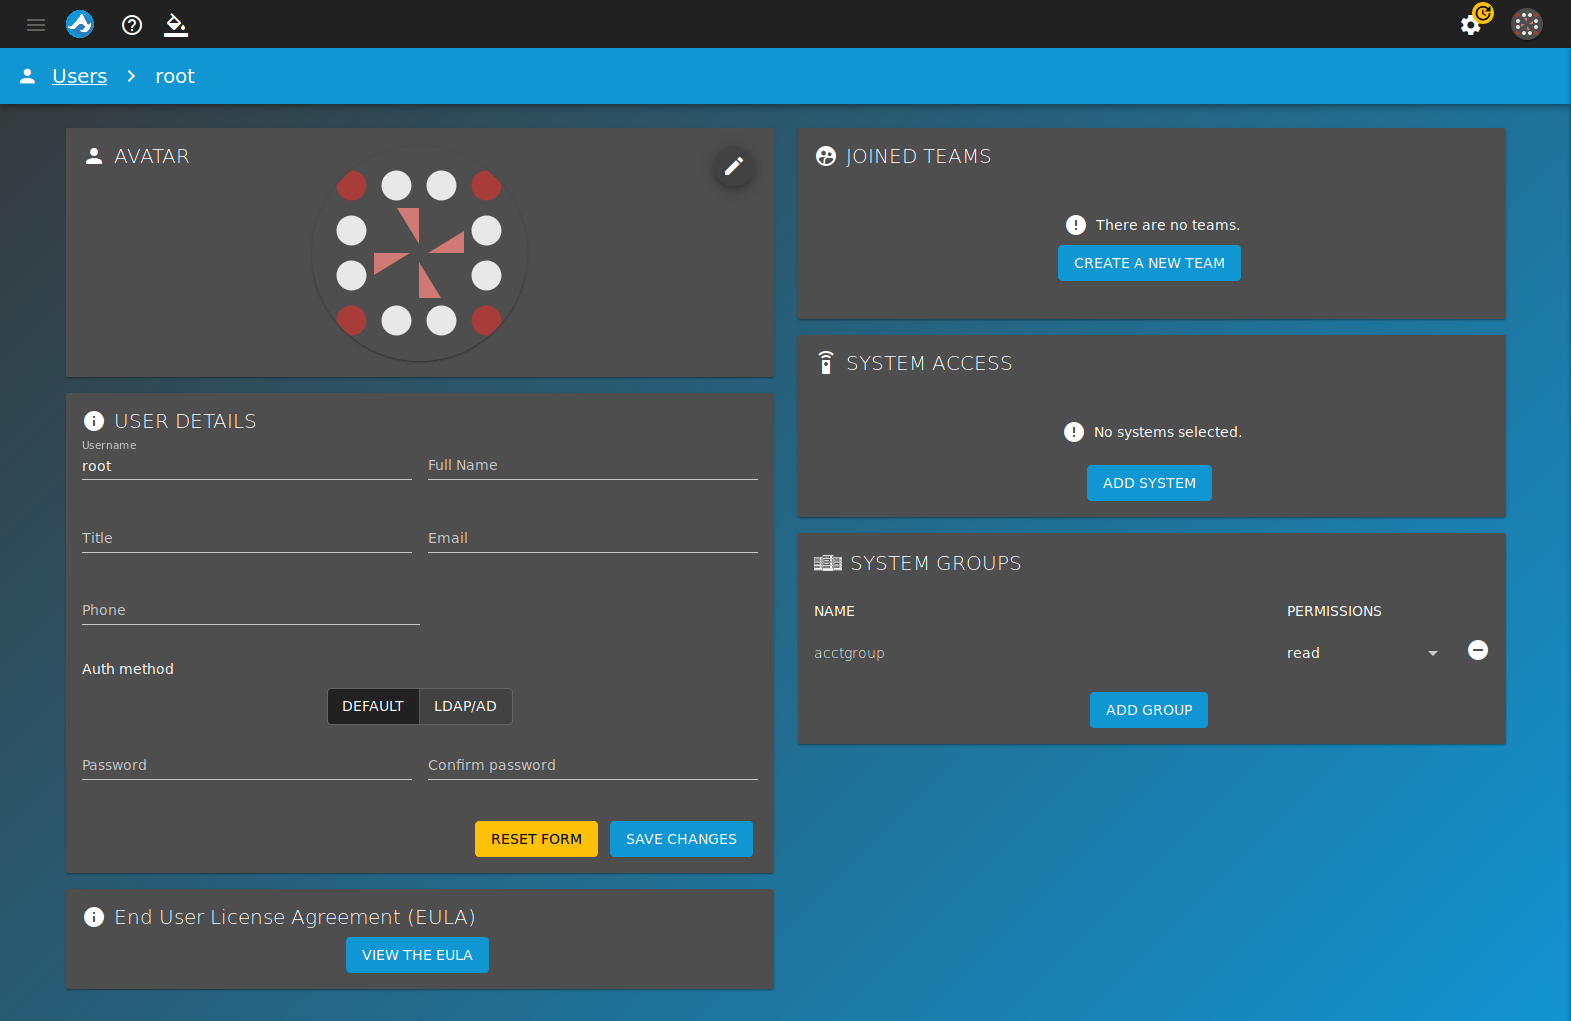 Users
root
AVATAR
USER DETAILS
Username
root
Full Name
Title
Email
Phone
Auth method
DEFAULT
LDAP/AD
Password
Confirm password
RESET FORM
SAVE CHANGES
End User License Agreement (EULA)
VIEW THE EULA
JOINED TEAMS
There are no teams.
CREATE A NEW TEAM
SYSTEM ACCESS
No systems selected.
ADD SYSTEM
SYSTEM GROUPS
NAME
PERMISSIONS
acctgroup
read
ADD GROUP